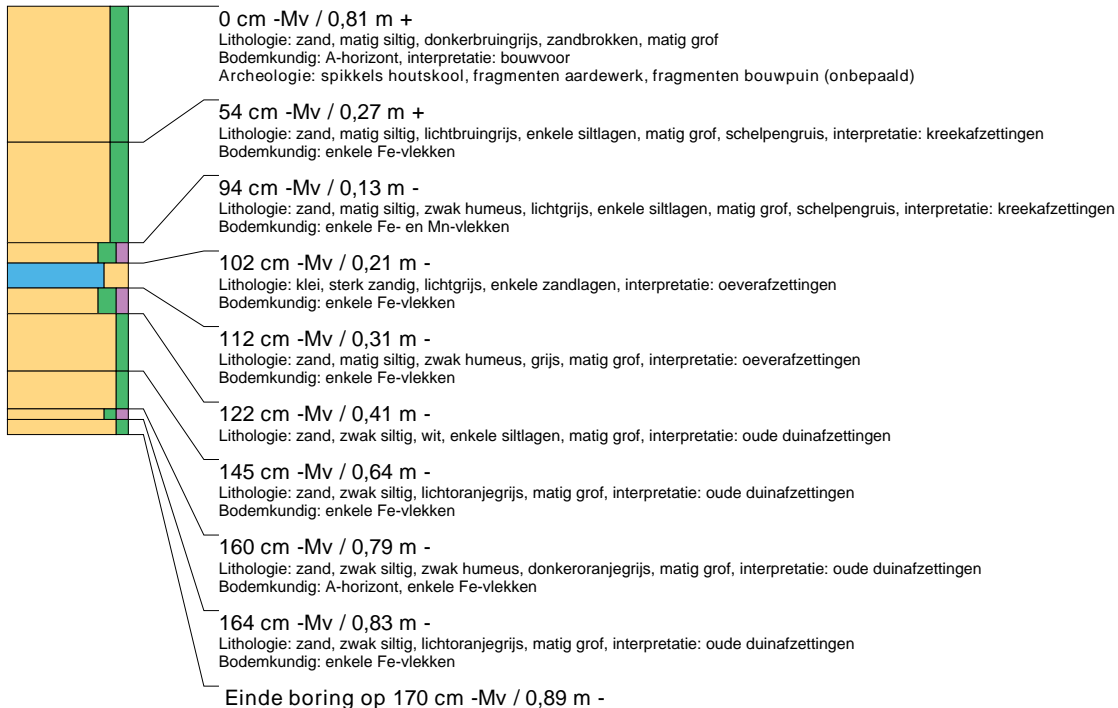 0 cm -Mv / 0,81 m +
Lithologie: zand, matig siltig, donkerbruingrijs, zandbrokken, matig grof
Bodemkundig: A-horizont, interpretatie: bouwvoor
Archeologie: spikkels houtskool, fragmenten aardewerk, fragmenten bouwpuin (onbepaald)
54 cm -Mv / 0,27 m +
Lithologie: zand, matig siltig, lichtbruingrijs, enkele siltlagen, matig grof, schelpengruis, interpretatie: kreekafzettingen
Bodemkundig: enkele Fe-vlekken
94 cm -Mv / 0,13 m -
Lithologie: zand, matig siltig, zwak humeus, lichtgrijs, enkele siltlagen, matig grof, schelpengruis, interpretatie: kreekafzettingen
Bodemkundig: enkele Fe- en Mn-vlekken
102 cm -Mv / 0,21 m -
Lithologie: klei, sterk zandig, lichtgrijs, enkele zandlagen, interpretatie: oeverafzettingen
Bodemkundig: enkele Fe-vlekken
112 cm -Mv / 0,31 m -
Lithologie: zand, matig siltig, zwak humeus, grijs, matig grof, interpretatie: oeverafzettingen
Bodemkundig: enkele Fe-vlekken
122 cm -Mv / 0,41 m -
Lithologie: zand, zwak siltig, wit, enkele siltlagen, matig grof, interpretatie: oude duinafzettingen
145 cm -Mv / 0,64 m -
Lithologie: zand, zwak siltig, lichtoranjegrijs, matig grof, interpretatie: oude duinafzettingen
Bodemkundig: enkele Fe-vlekken
160 cm -Mv / 0,79 m -
Lithologie: zand, zwak siltig, zwak humeus, donkeroranjegrijs, matig grof, interpretatie: oude duinafzettingen
Bodemkundig: A-horizont, enkele Fe-vlekken
164 cm -Mv / 0,83 m -
Lithologie: zand, zwak siltig, lichtoranjegrijs, matig grof, interpretatie: oude duinafzettingen
Bodemkundig: enkele Fe-vlekken
Einde boring op 170 cm -Mv / 0,89 m -